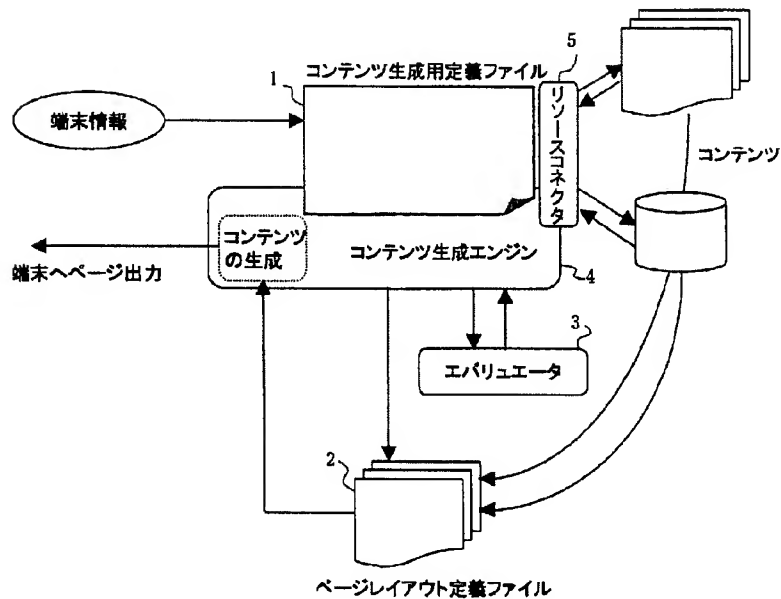 5
コンテンツ生成用定義ファイル
1
端末情報
リソースコネクタ
コンテンツ
コンテンツ
の生成
コンテンツ生成エンジン
端末へページ出力
4
3
エバリュエータ
2
ページレイアウト定義ファイル